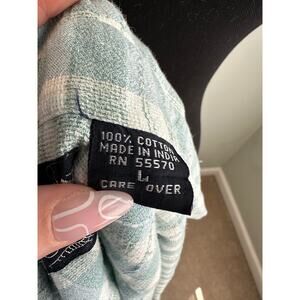 100% COTTON
MADE IN INDIA
RN 55570
L
CARE OVER